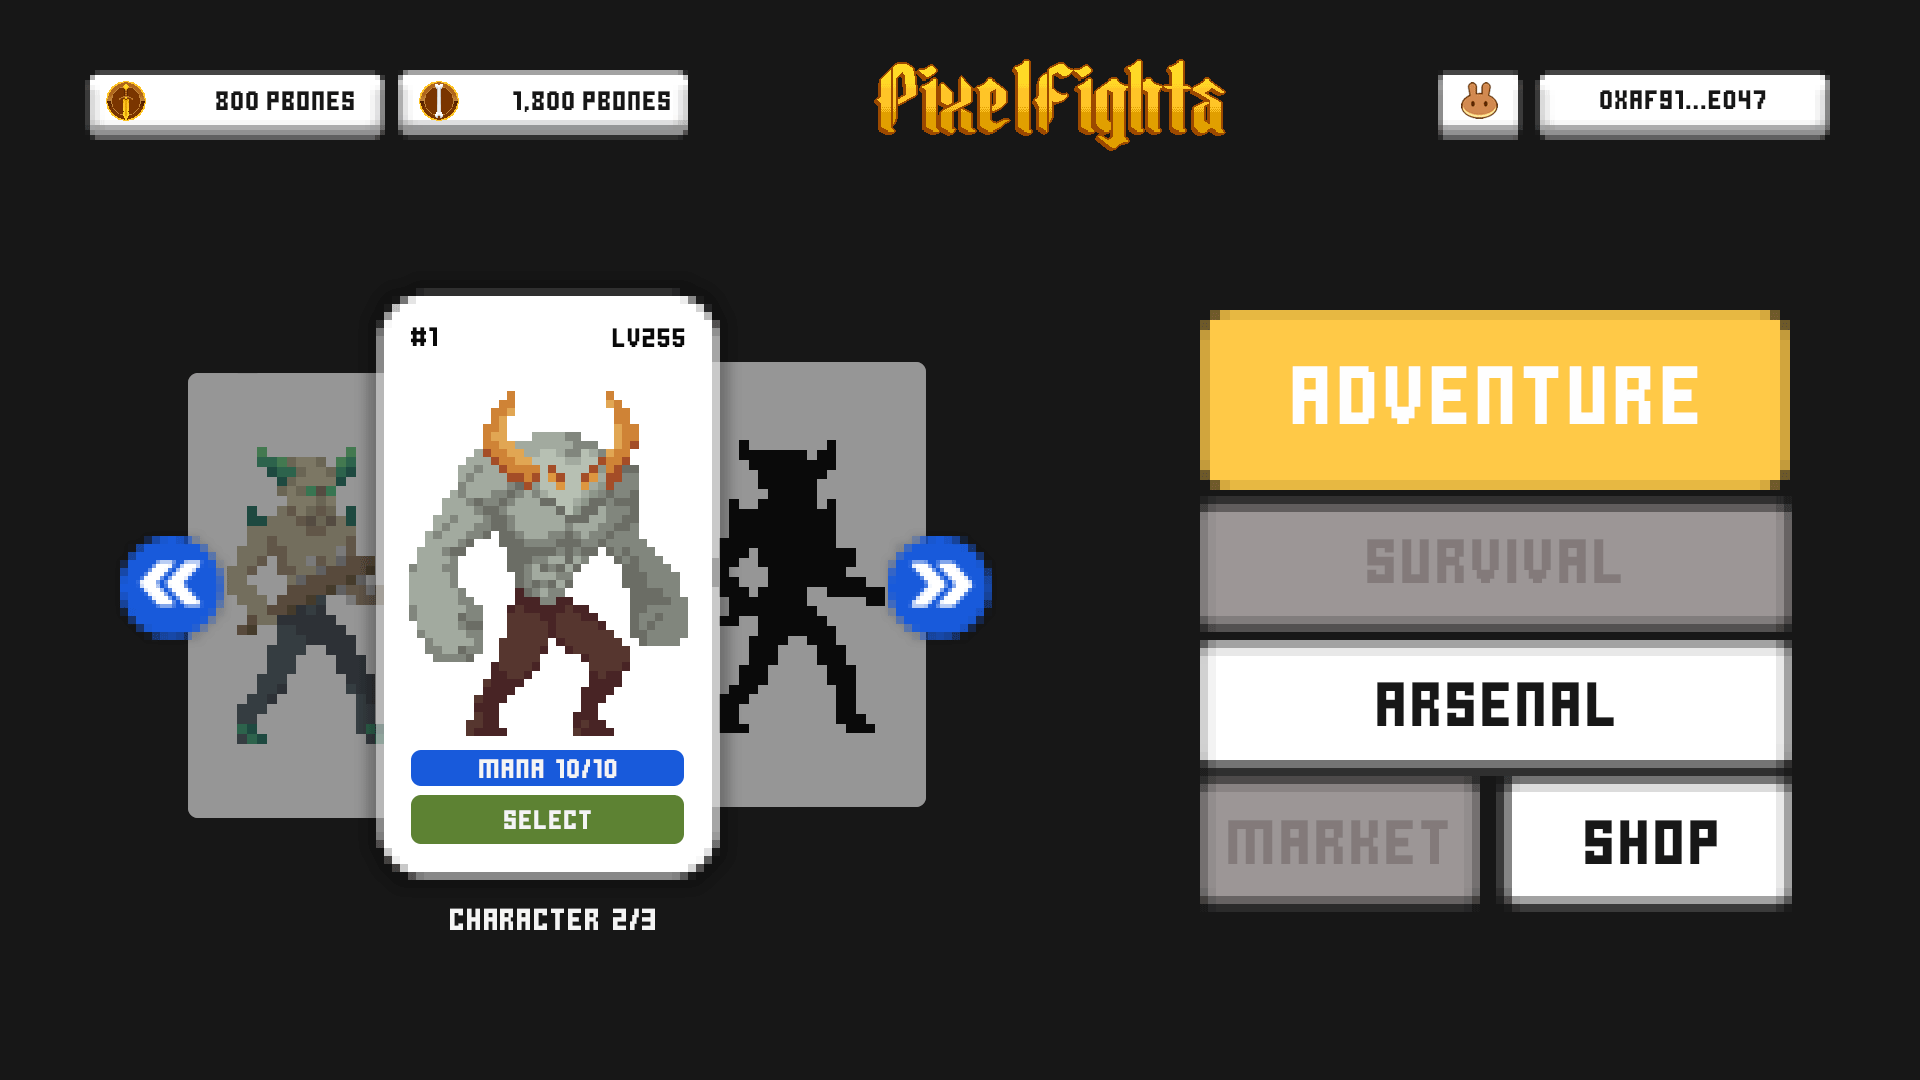 800 PBONES
1,800 PBONES
PixelFights
0XAF91...E047
#1
LV255
MANA 10/10
SELECT
CHARACTER 2/3
ADVENTURE
SURVIVAL
ARSENAL
MARKET
SHOP